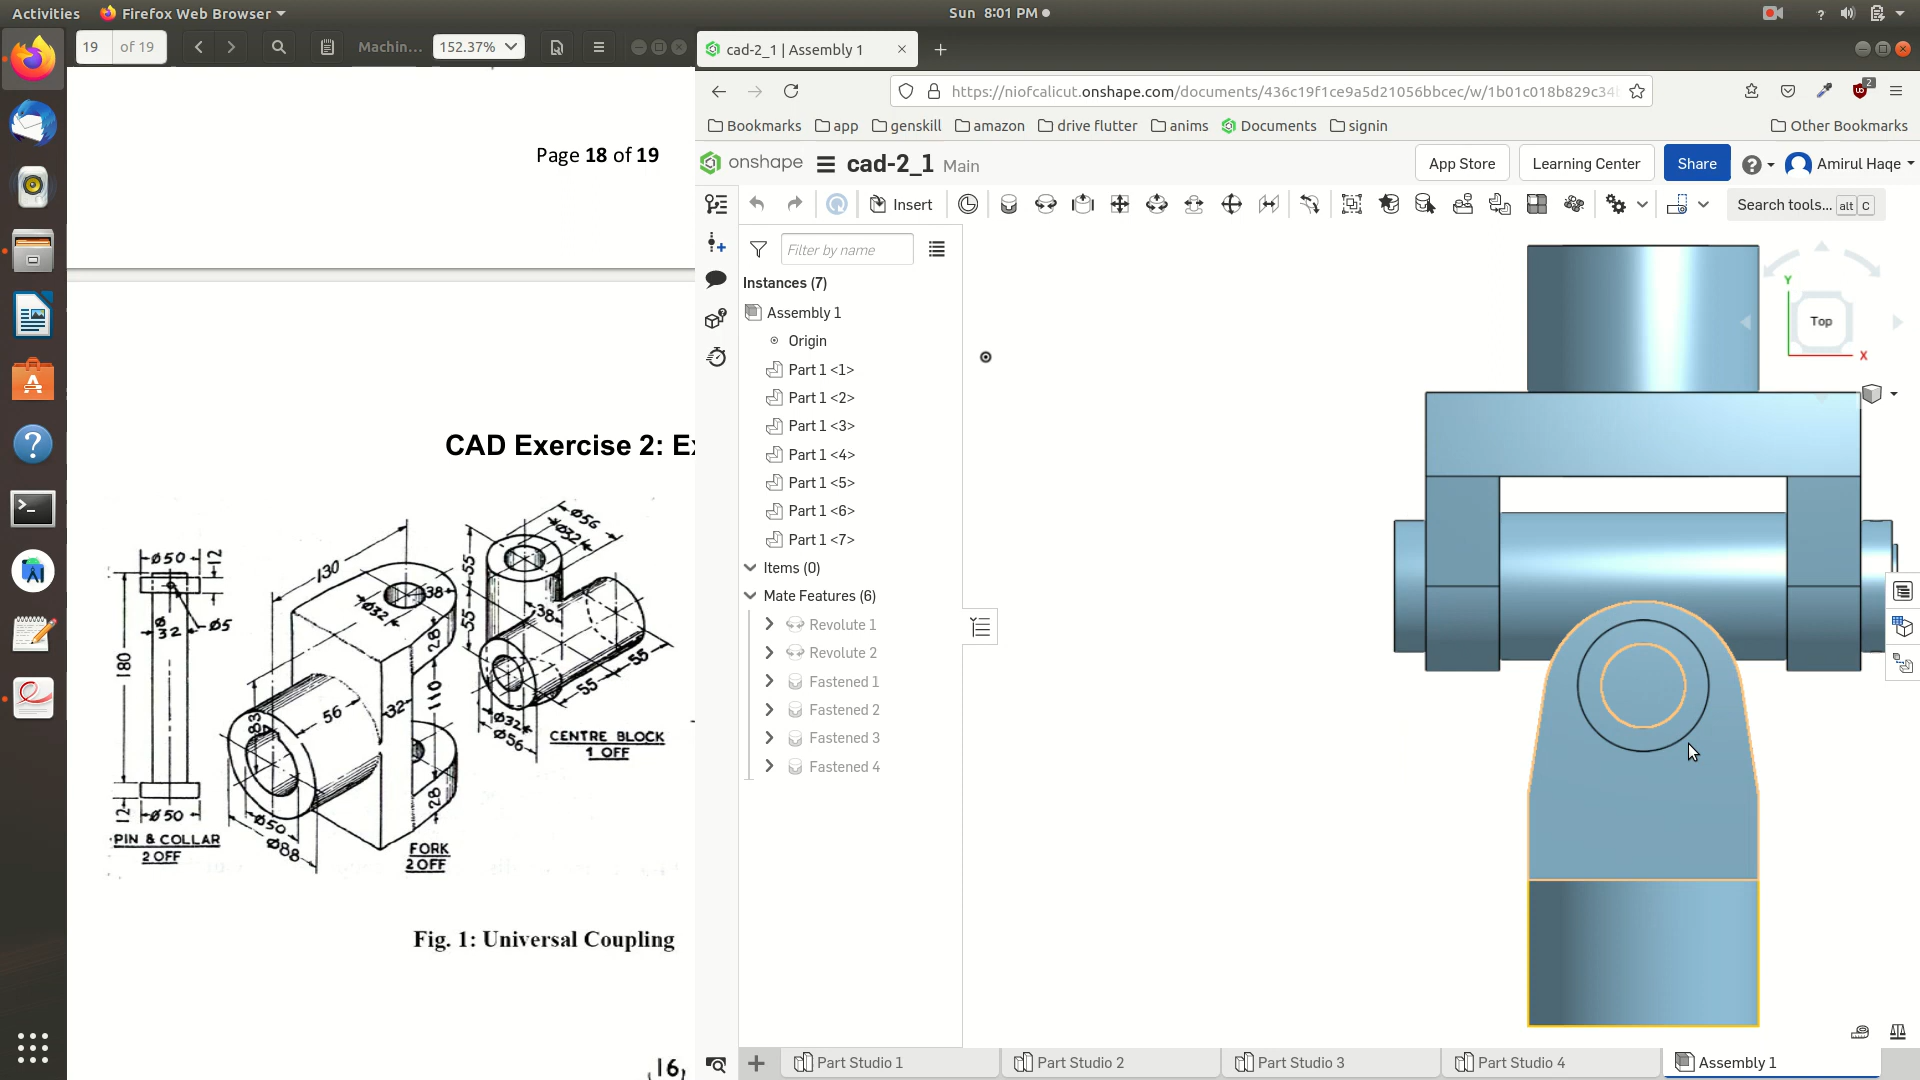 Activities
Firefox Web Browser
Sun 8:01 PM
19 of 19
Machin...
152.37%
cad-2_1 | Assembly 1
https://niofcalicut.onshape.com/documents/436c19f1ce9a5d21056bbcec/w/1b01c018b829c34
2
Bookmarks
app
genskill
amazon
drive flutter
anims
Documents
signin
Other Bookmarks
onshape
cad-2_1 Main
App Store
Learning Center
Share
Amirul Haqe
Insert
Search tools... alt C
Filter by name
Instances (7)
Assembly 1
Origin
Part 1 <1>
Part 1 <2>
Part 1 <3>
Part 1 <4>
Part 1 <5>
Part 1 <6>
Part 1 <7>
Items (0)
Mate Features (6)
Revolute 1
Revolute 2
Fastened 1
Fastened 2
Fastened 3
Fastened 4
Top
Y
X
Page 18 of 19
CAD Exercise 2: Ex
Ø50
12
Ø5
Ø
32
180
12
Ø50
PIN & COLLAR
2 OFF
130
Ø32
38
28
83
56
32
110
28
Ø50
Ø88
FORK
2 OFF
Ø56
Ø32
55
55
38
55
55
Ø32
Ø56
CENTRE BLOCK
1 OFF
Fig. 1: Universal Coupling
16,
Part Studio 1
Part Studio 2
Part Studio 3
Part Studio 4
Assembly 1